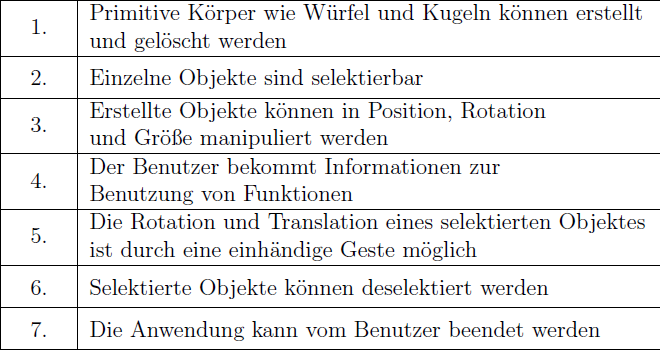 1. Primitive Körper wie Würfel und Kugeln können erstellt
und gelöscht werden
2. Einzelne Objekte sind selektierbar
3. Erstellte Objekte können in Position, Rotation
und Größe manipuliert werden
4. Der Benutzer bekommt Informationen zur
Benutzung von Funktionen
5. Die Rotation und Translation eines selektierten Objektes
ist durch eine einhändige Geste möglich
6. Selektierte Objekte können deselektiert werden
7. Die Anwendung kann vom Benutzer beendet werden